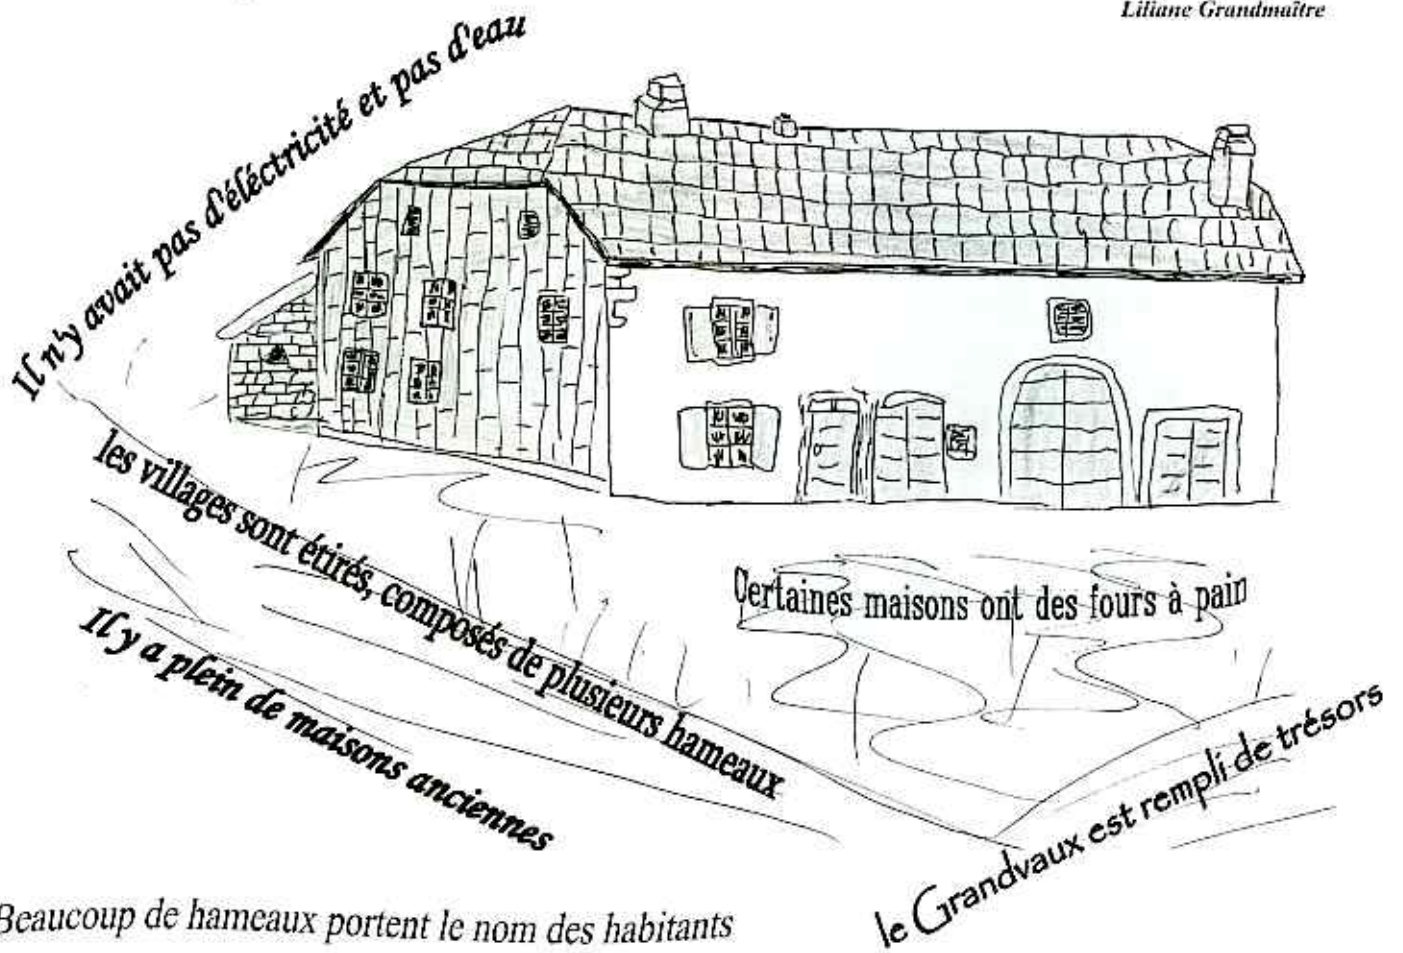 Liliane Grandmaître
Il n'y avait pas d'éléctricité et pas d'eau
les villages sont étirés, composés de plusieurs hameaux
Certaines maisons ont des fours à pain
Il y a plein de maisons anciennes
le Grandvaux est rempli de trésors
Beaucoup de hameaux portent le nom des habitants